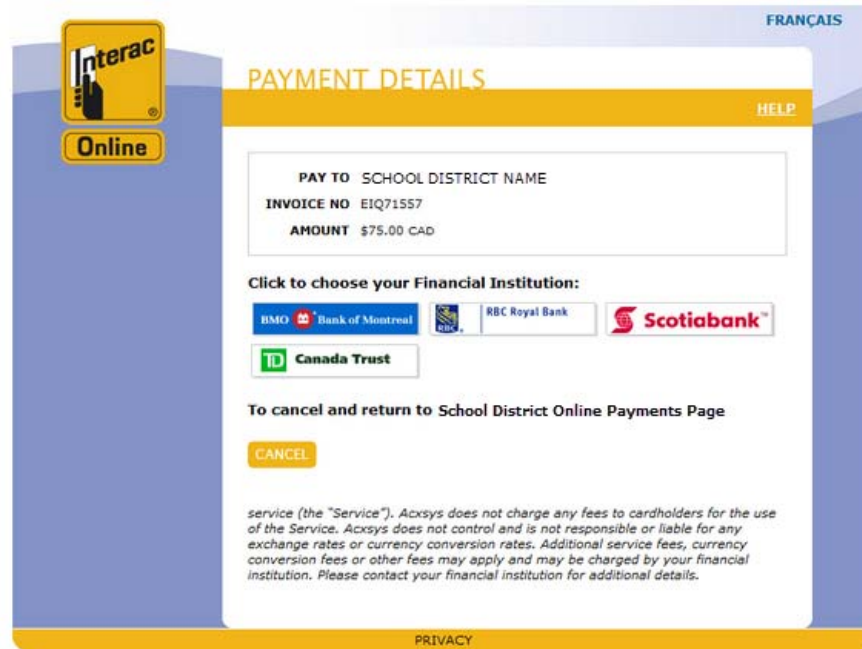 FRANÇAIS
Interac
®
Online
PAYMENT DETAILS
HELP
PAY TO SCHOOL DISTRICT NAME
INVOICE NO EIQ71557
AMOUNT $75.00 CAD
Click to choose your Financial Institution:
BMO Bank of Montreal
RBC RBC Royal Bank
Scotiabank
TD Canada Trust
To cancel and return to School District Online Payments Page
CANCEL
service (the "Service"). Acxsys does not charge any fees to cardholders for the use
of the Service. Acxsys does not control and is not responsible or liable for any
exchange rates or currency conversion rates. Additional service fees, currency
conversion fees or other fees may apply and may be charged by your financial
institution. Please contact your financial institution for additional details.
PRIVACY